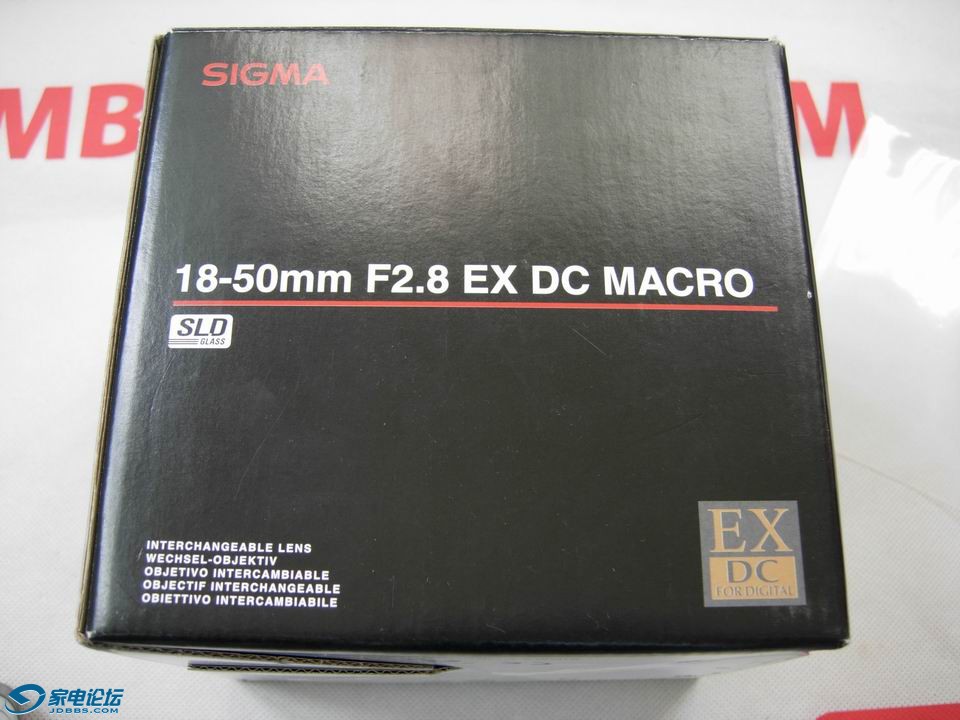 SIGMA
MB
M
18-50mm F2.8 EX DC MACRO
SLD
GLASS
INTERCHANGEABLE LENS
WECHSEL-OBJEKTIV
OBJETIVO INTERCAMBIABLE
OBJECTIF INTERCHANGEABLE
OBIETTIVO INTERCAMBIABILE
EX
DC
FOR DIGITAL
家电论坛
JDBBS.COM